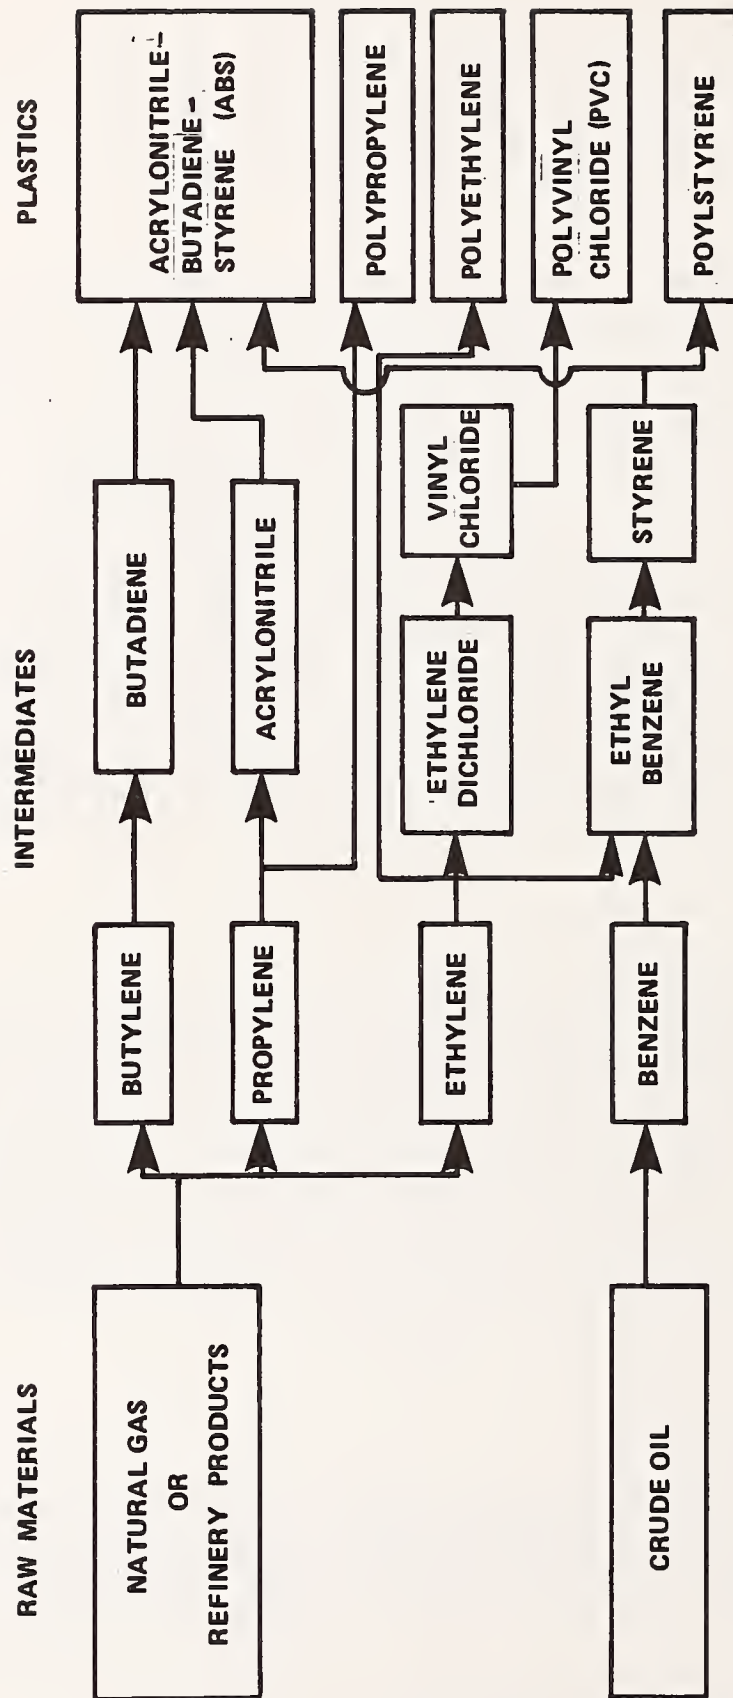 RAW MATERIALS
INTERMEDIATES
PLASTICS
NATURAL GAS
OR
REFINERY PRODUCTS
CRUDE OIL
BUTYLENE
PROPYLENE
ETHYLENE
BENZENE
BUTADIENE
ACRYLONITRILE
ETHYLENE
DICHLORIDE
ETHYL
BENZENE
VINYL
CHLORIDE
STYRENE
ACRYLONITRILE-
BUTADIENE-
STYRENE (ABS)
POLYPROPYLENE
POLYETHYLENE
POLYVINYL
CHLORIDE (PVC)
POYLSTYRENE